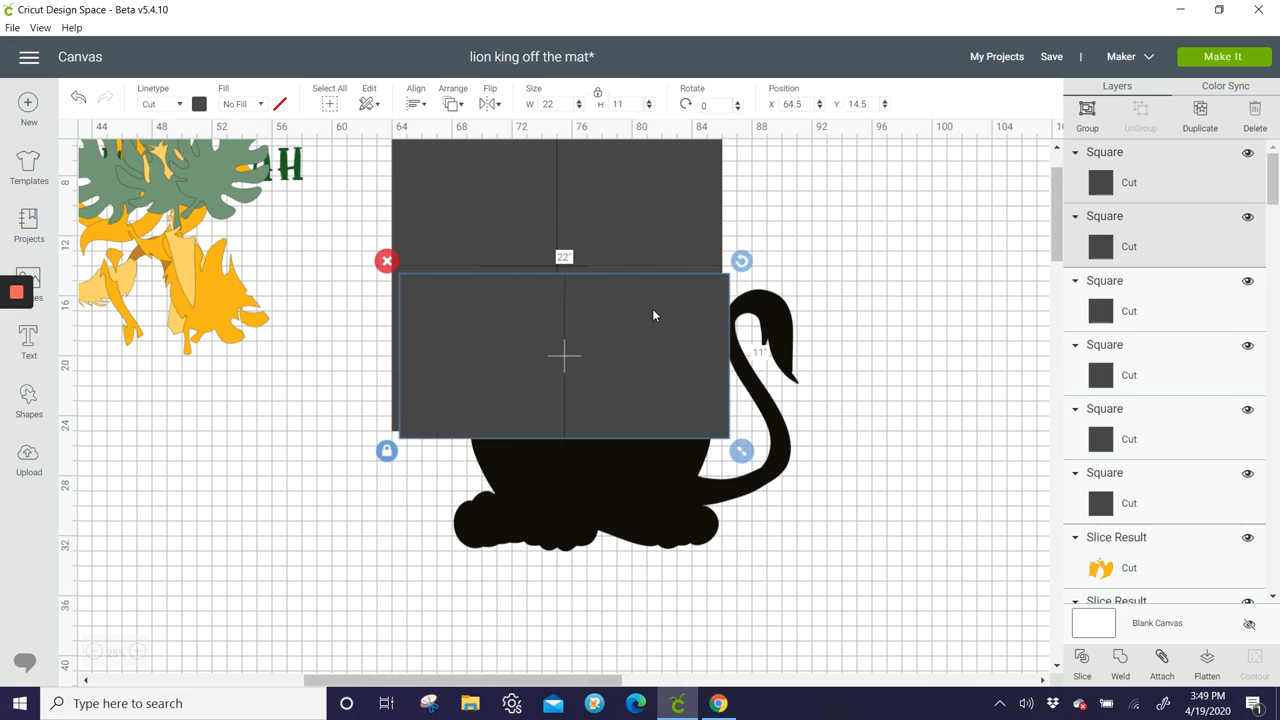 Cricut Design Space - Beta v5.4.10
File View Help
Canvas
lion king off the mat*
My Projects Save | Maker Make It
Linetype Fill Select All Edit Align Arrange Flip Size Rotate Position
Cut No Fill W 22 H 11 0 X 64.5 Y 14.5
Layers Color Sync
Group UnGroup Duplicate Delete
44 48 52 56 60 64 68 72 76 80 84 88 92 96 100 104
8
12
16
20
24
28
32
36
40
New
Templates
Projects
Text
Shapes
Upload
AH
22"
11"
25%
Square
Cut
Square
Cut
Square
Cut
Square
Cut
Square
Cut
Square
Cut
Slice Result
Cut
Slice Result
Blank Canvas
Slice Weld Attach Flatten Contour
Type here to search
3:49 PM
4/19/2020